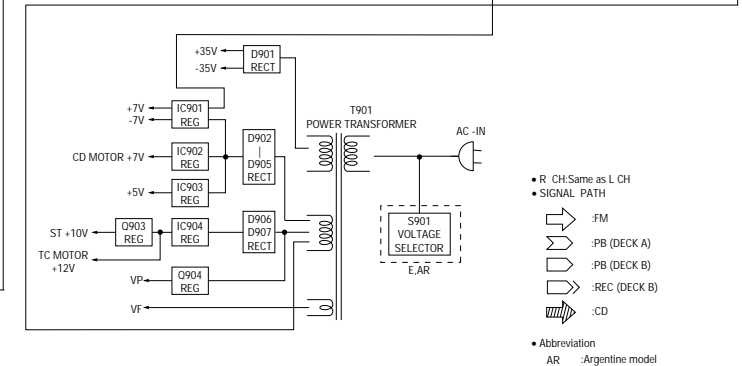 +35V
-35V
D901
RECT
+7V
-7V
IC901
REG
T901
POWER TRANSFORMER
AC -IN
CD MOTOR +7V
IC902
REG
D902
|
D905
RECT
+5V
IC903
REG
ST +10V
Q903
REG
IC904
REG
D906
D907
RECT
TC MOTOR
+12V
VP
Q904
REG
VF
S901
VOLTAGE
SELECTOR
E,AR
• R CH:Same as L CH
• SIGNAL PATH
:FM
:PB (DECK A)
:PB (DECK B)
:REC (DECK B)
:CD
• Abbreviation
AR :Argentine model